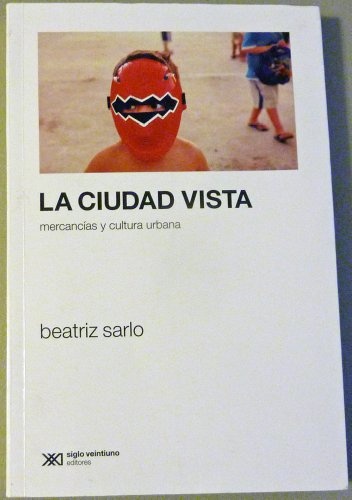 LA CIUDAD VISTA
mercancías y cultura urbana
beatriz sarlo
siglo veintiuno
editores